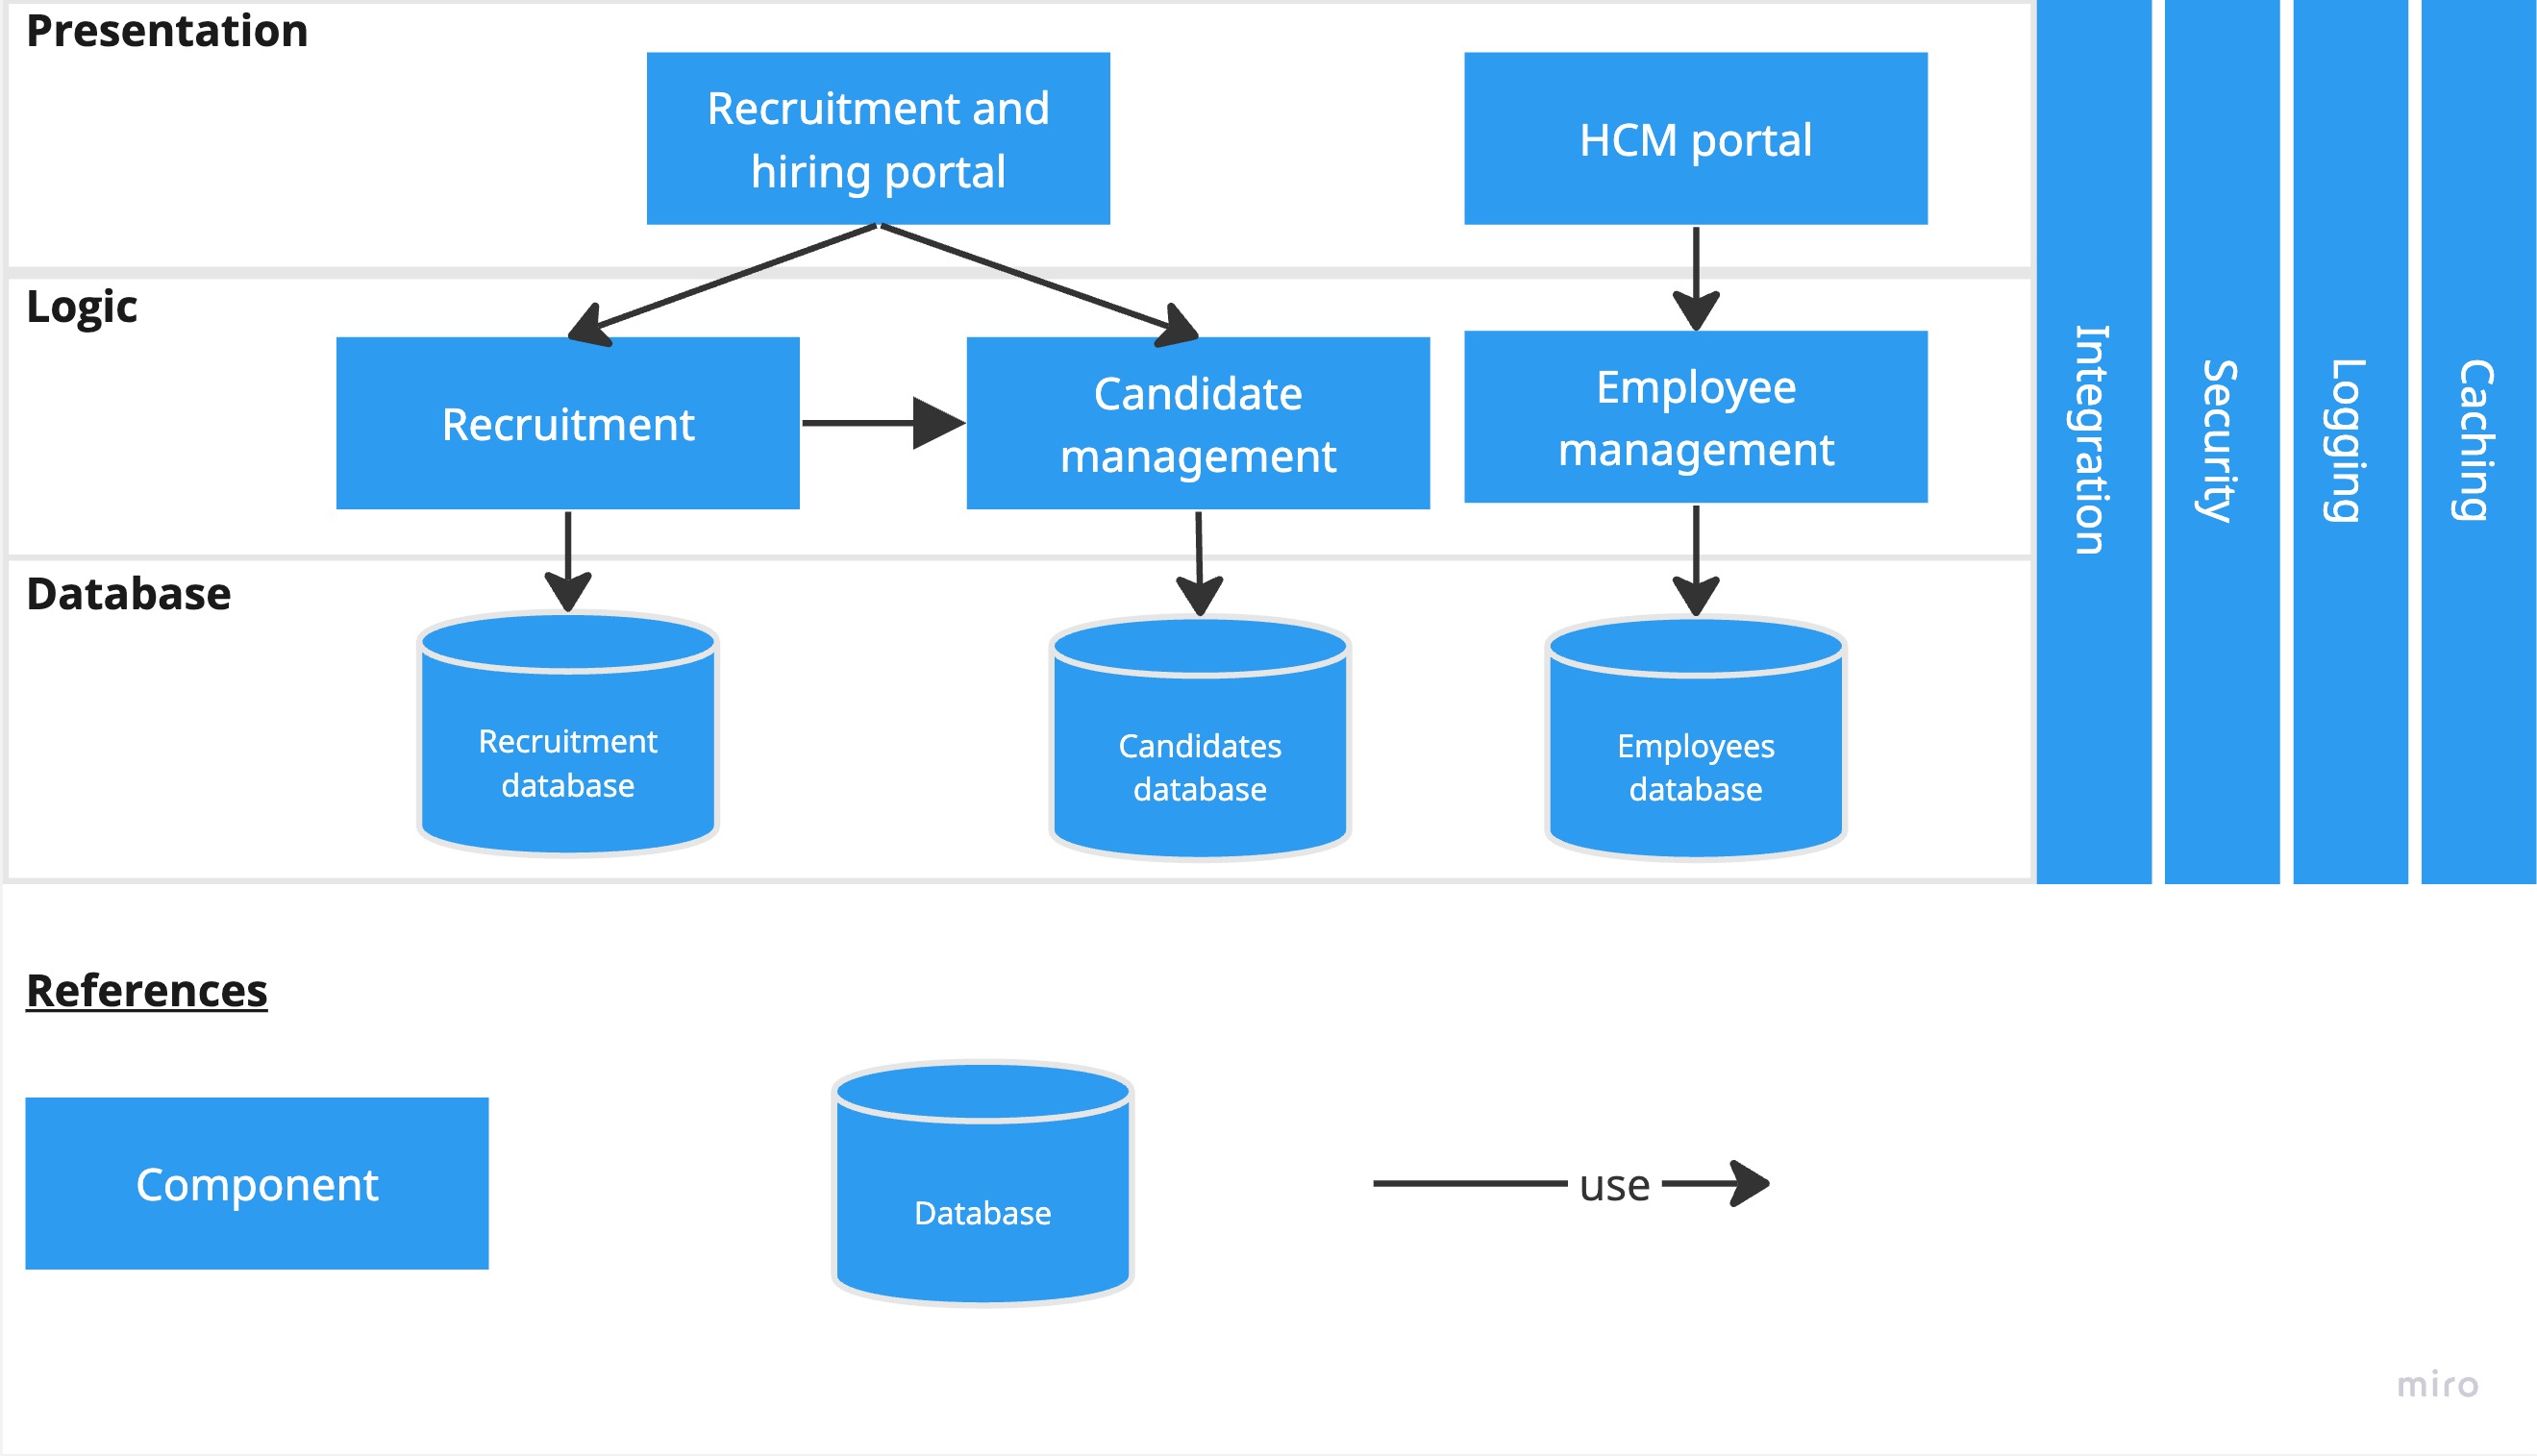 Presentation
Recruitment and
hiring portal
HCM portal
Logic
Recruitment
Candidate
management
Employee
management
Database
Recruitment
database
Candidates
database
Employees
database
Integration
Security
Logging
Caching
References
Component
Database
use
miro